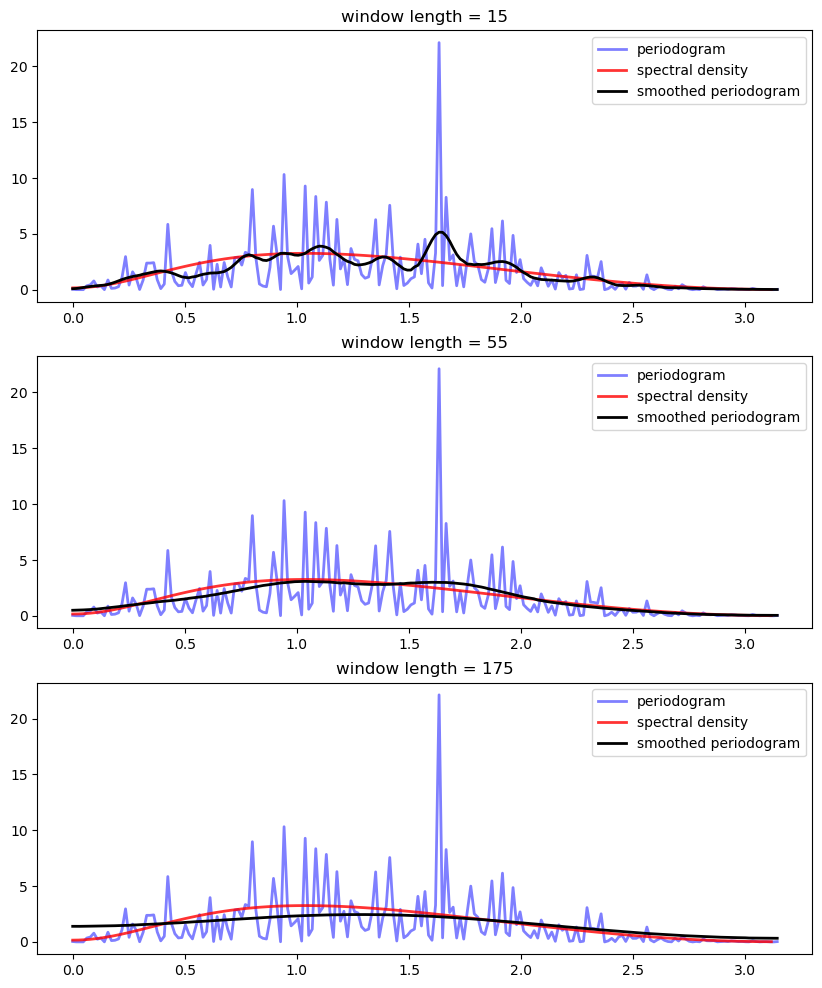 window length = 15
20
15
10
5
0
periodogram
spectral density
smoothed periodogram
0.0 0.5 1.0 1.5 2.0 2.5 3.0
window length = 55
20
15
10
5
0
periodogram
spectral density
smoothed periodogram
0.0 0.5 1.0 1.5 2.0 2.5 3.0
window length = 175
20
15
10
5
0
periodogram
spectral density
smoothed periodogram
0.0 0.5 1.0 1.5 2.0 2.5 3.0